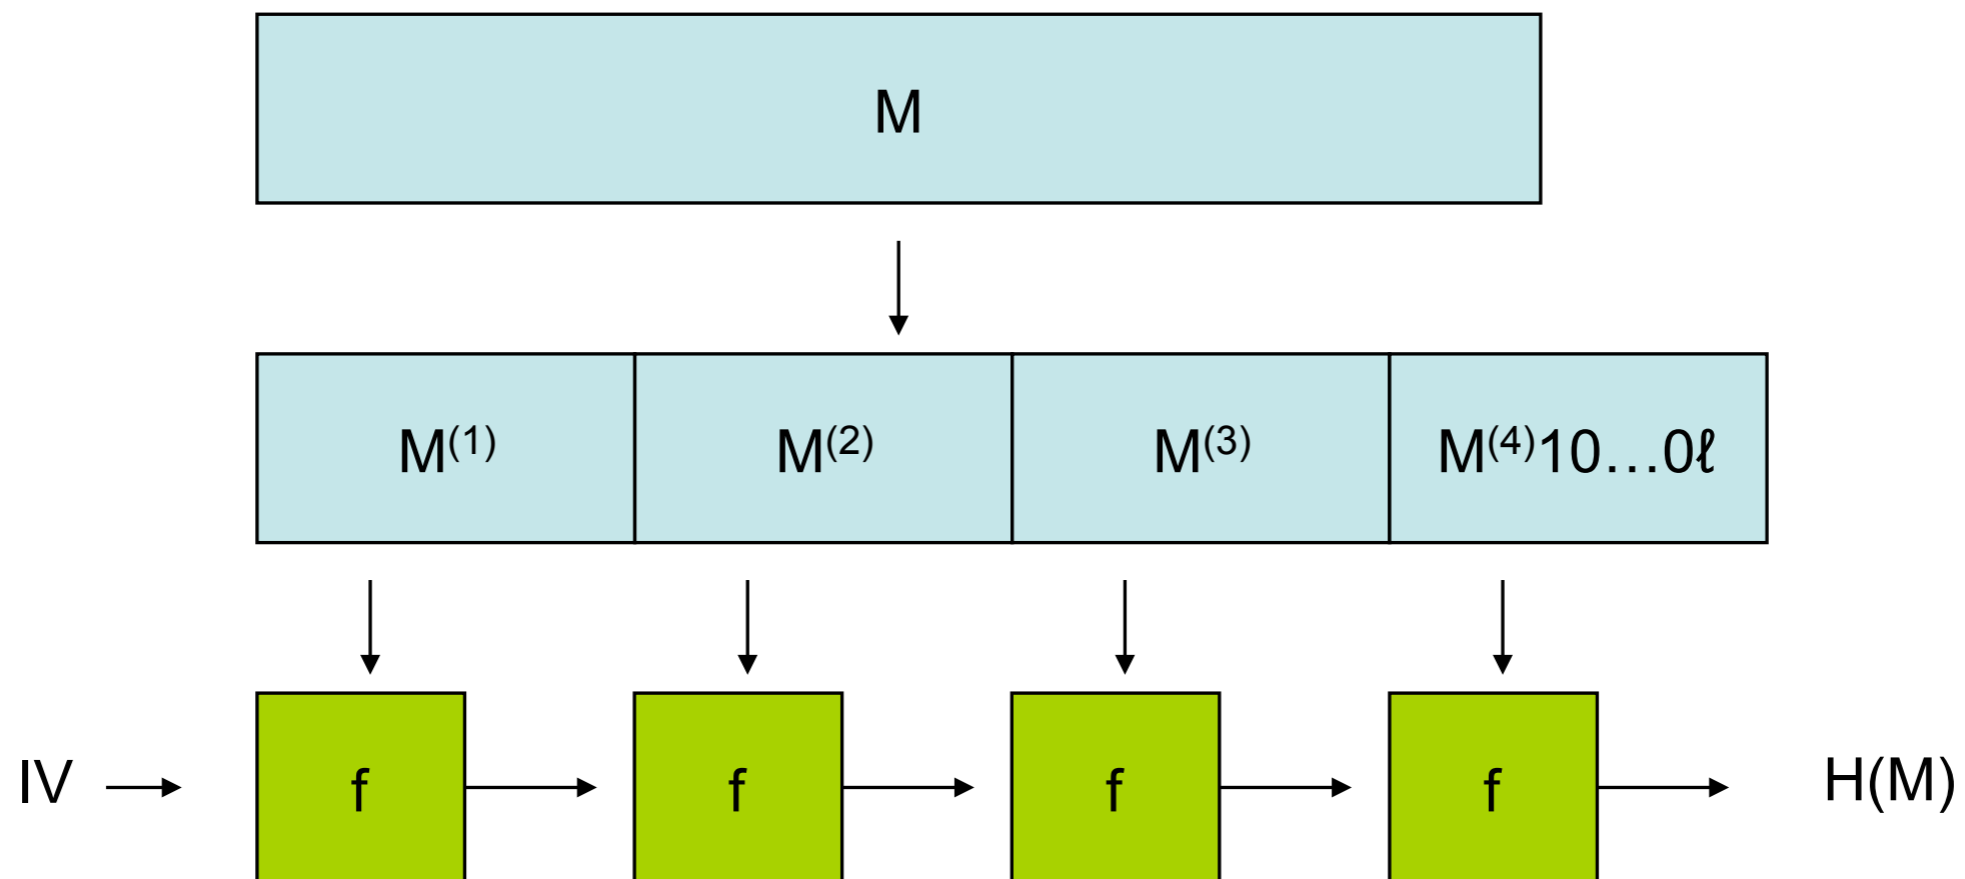 M
M⁽¹⁾ M⁽²⁾ M⁽³⁾ M⁽⁴⁾10…0ℓ
IV f f f f H(M)